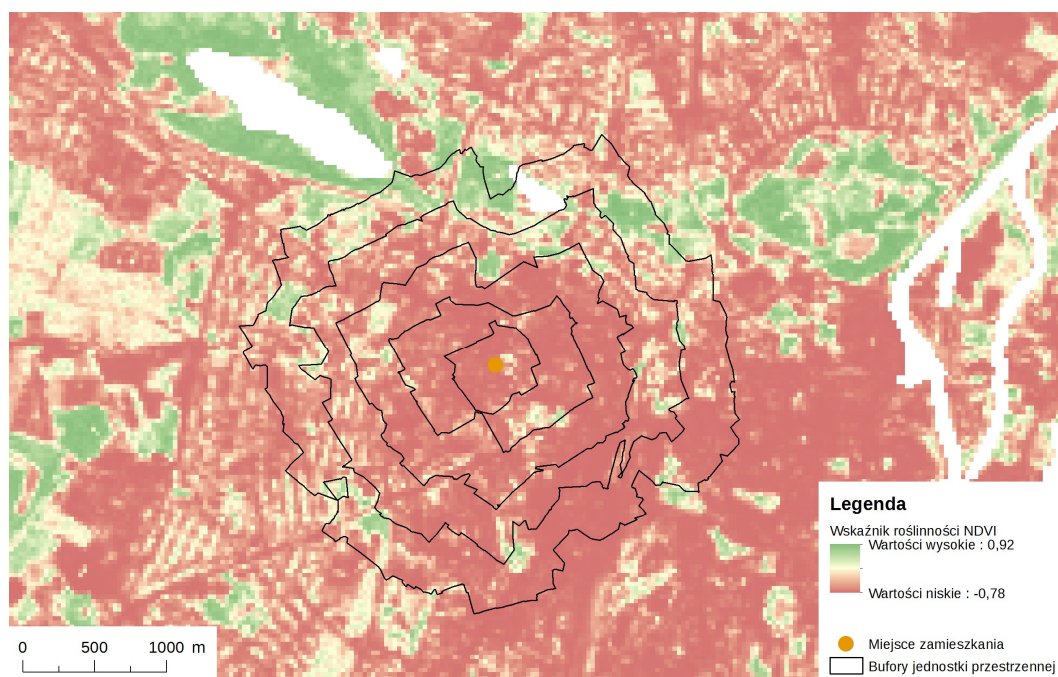 Legenda
Wskaźnik roślinności NDVI
Wartości wysokie : 0,92
Wartości niskie : -0,78
Miejsce zamieszkania
Bufory jednostki przestrzennej
0 500 1000 m